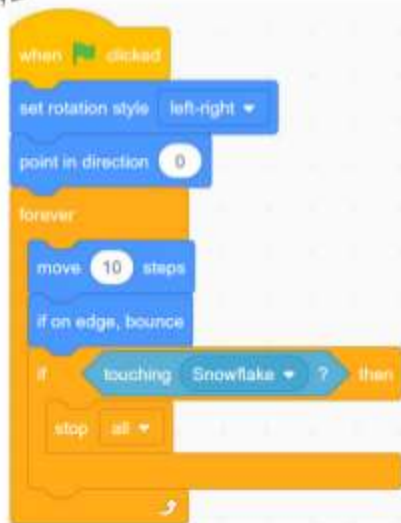 when clicked
set rotation style left-right
point in direction 0
forever
move 10 steps
if on edge, bounce
if touching Snowflake ? then
stop all